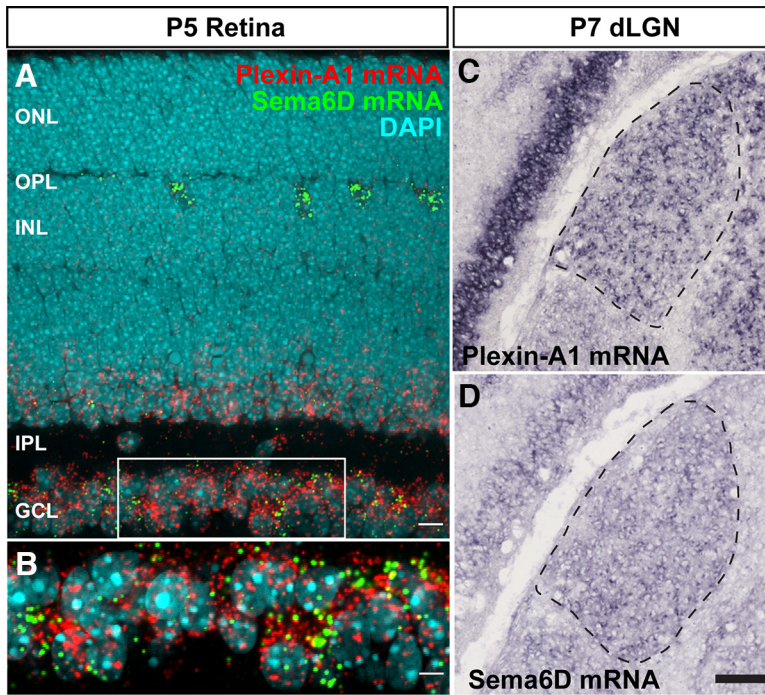 P5 Retina
P7 dLGN
A
Plexin-A1 mRNA
Sema6D mRNA
DAPI
ONL
OPL
INL
IPL
GCL
B
C
Plexin-A1 mRNA
D
Sema6D mRNA